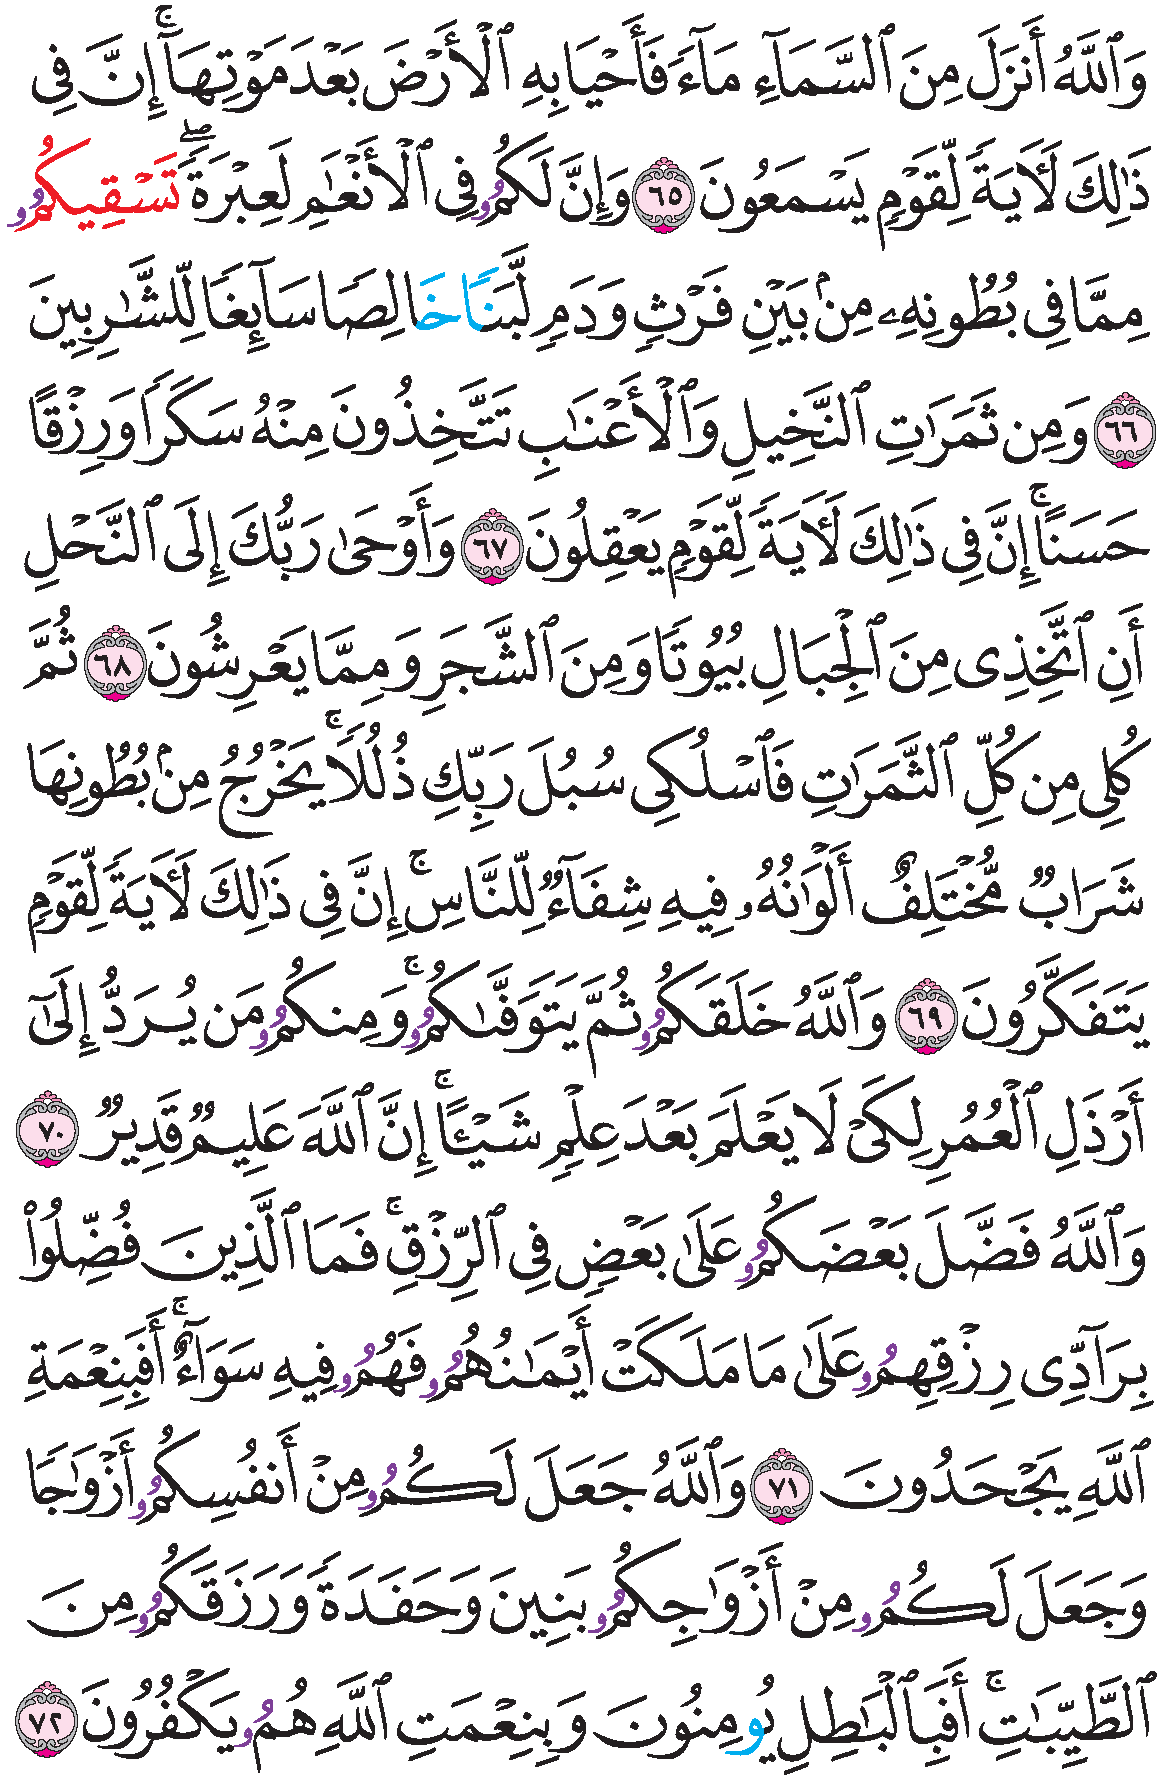 وَٱللَّهُ أَنزَلَ مِنَ ٱلسَّمَآءِ مَآءً فَأَحْيَا بِهِ ٱلْأَرْضَ بَعْدَ مَوْتِهَآ ۚ إِنَّ فِي
ذَٰلِكَ لَأٓيَةً لِّقَوْمٍ يَسْمَعُونَ ٦٥ وَإِنَّ لَكُمُۥ فِي ٱلْأَنْعَٰمِ لَعِبْرَةً ۖ تَسْقِيكُمُۥ
مِمَّا فِي بُطُونِهِۦ مِنۢ بَيْنِ فَرْثٍ وَدَمٍ لَّبَنًا خَالِصًا سَآئِغًا لِّلشَّٰرِبِينَ
٦٦ وَمِن ثَمَرَٰتِ ٱلنَّخِيلِ وَٱلْأَعْنَٰبِ تَتَّخِذُونَ مِنْهُ سَكَرًا وَرِزْقًا
حَسَنًا ۚ إِنَّ فِي ذَٰلِكَ لَأٓيَةً لِّقَوْمٍ يَعْقِلُونَ ٦٧ وَأَوْحَىٰ رَبُّكَ إِلَى ٱلنَّحْلِ
أَنِ ٱتَّخِذِى مِنَ ٱلْجِبَالِ بُيُوتًا وَمِنَ ٱلشَّجَرِ وَمِمَّا يَعْرِشُونَ ٦٨ ثُمَّ
كُلِى مِن كُلِّ ٱلثَّمَرَٰتِ فَٱسْلُكِى سُبُلَ رَبِّكِ ذُلُلًا ۚ يَخْرُجُ مِنۢ بُطُونِهَا
شَرَابٌ مُّخْتَلِفٌ أَلْوَٰنُهُۥ فِيهِ شِفَآءٌ لِّلنَّاسِ ۚ إِنَّ فِي ذَٰلِكَ لَأٓيَةً لِّقَوْمٍ
يَتَفَكَّرُونَ ٦٩ وَٱللَّهُ خَلَقَكُمُۥ ثُمَّ يَتَوَفَّىٰكُمُۥ ۚ وَمِنكُمُۥ مَن يُرَدُّ إِلَىٰٓ
أَرْذَلِ ٱلْعُمُرِ لِكَىْ لَا يَعْلَمَ بَعْدَ عِلْمٍ شَيْـًٔا ۚ إِنَّ ٱللَّهَ عَلِيمٌ قَدِيرٌ ٧٠
وَٱللَّهُ فَضَّلَ بَعْضَكُمُۥ عَلَىٰ بَعْضٍ فِي ٱلرِّزْقِ ۚ فَمَا ٱلَّذِينَ فُضِّلُوا۟
بِرَآدِّى رِزْقِهِمُۥ عَلَىٰ مَا مَلَكَتْ أَيْمَٰنُهُمُۥ فَهُمُۥ فِيهِ سَوَآءٌ ۚ أَفَبِنِعْمَةِ
ٱللَّهِ يَجْحَدُونَ ٧١ وَٱللَّهُ جَعَلَ لَكُمُۥ مِنْ أَنفُسِكُمُۥ أَزْوَٰجًا
وَجَعَلَ لَكُمُۥ مِنْ أَزْوَٰجِكُمُۥ بَنِينَ وَحَفَدَةً وَرَزَقَكُمُۥ مِنَ
ٱلطَّيِّبَٰتِ ۚ أَفَبِٱلْبَٰطِلِ يُومِنُونَ وَبِنِعْمَتِ ٱللَّهِ هُمُۥ يَكْفُرُونَ ٧٢